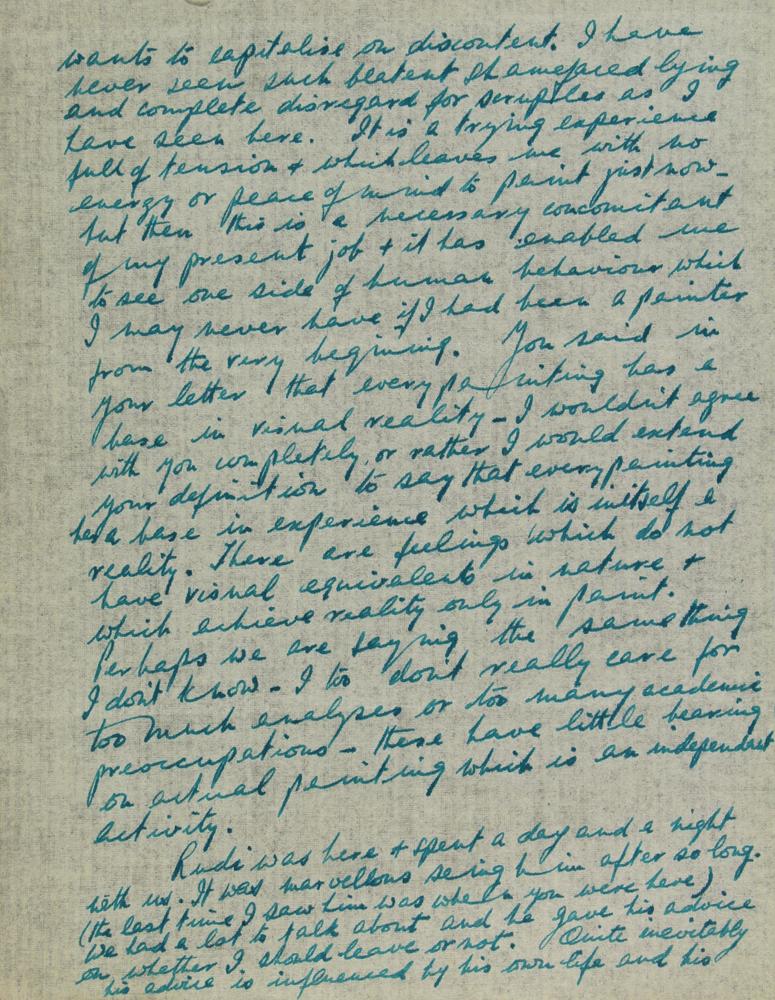 wants to capitalise on discontent. I have
never seen such blatent shamefaced lying
and complete disregard for scruples as I
have seen here. It is a trying experience
full of tension + which leaves me with no
energy or peace of mind to paint just now -
but then this is a necessary concomitant
of my present job + it has enabled me
to see one side of human behaviour which
I may never have if I had been a painter
from the very begining. You said in
your letter that every painting has a
base in visual reality - I wouldn't agree
with you completely, or rather I would extend
your definition to say that every painting
has a base in experience which is initself a
reality. There are feelings which do not
have visual equivalents in nature +
which achieve reality only in paint.
Perhaps we are saying the same thing
I don't know - I too don't really care for
too much analyses or too many academic
preoccupations - these have little bearing
on actual painting which is an independant
activity.
Rudi was here + spent a day and a night
with us. It was marvellous seing him after so long.
(the last time I saw him was when you were here)
We had a lot to talk about and he gave his advice
on whether I should leave or not. Quite inevitably
his advice is influenced by his own life and his